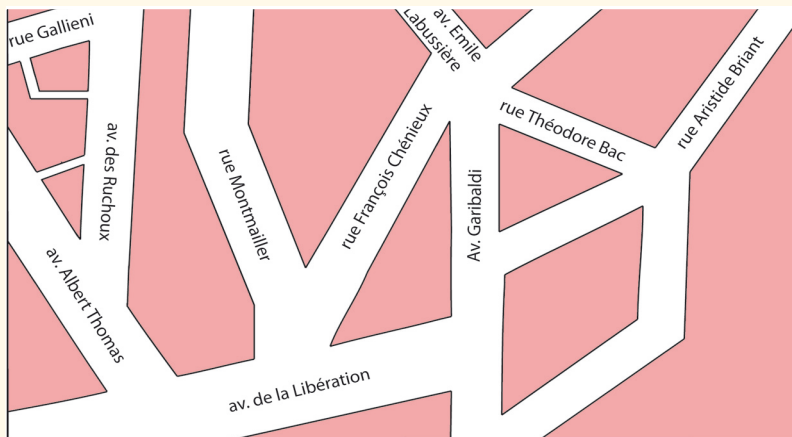 rue Gallieni
av. Emile
Labussière
rue Théodore Bac
rue Aristide Briant
av. des Ruchoux
rue François Chénieux
rue Montmailler
Av. Garibaldi
av. Albert Thomas
av. de la Libération